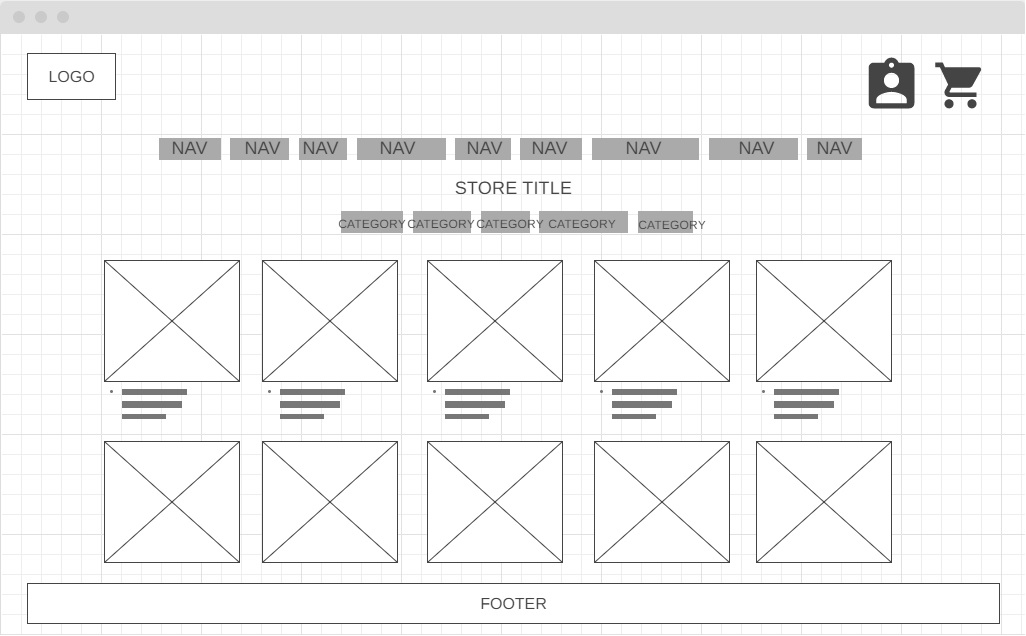 LOGO
NAV NAV NAV NAV NAV NAV NAV NAV NAV
STORE TITLE
CATEGORY CATEGORY CATEGORY CATEGORY CATEGORY
FOOTER